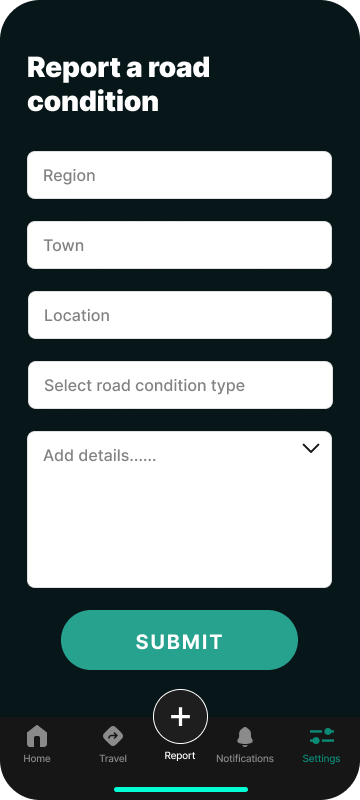 Report a road
condition
Region
Town
Location
Select road condition type
Add details......
SUBMIT
Home
Travel
Report
Notifications
Settings